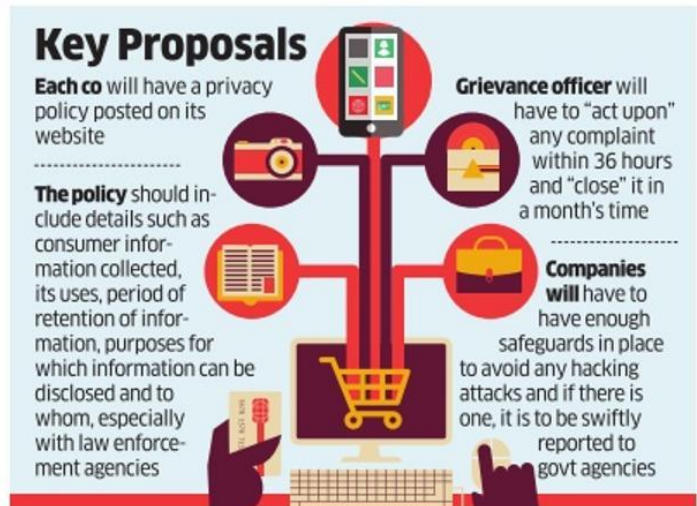 Key Proposals
Each co will have a privacy
policy posted on its
website
The policy should in-
clude details such as
consumer infor-
mation collected,
its uses, period of
retention of infor-
mation, purposes for
which information can be
disclosed and to
whom, especially
with law enforce-
ment agencies
Grievance officer will
have to “act upon”
any complaint
within 36 hours
and “close” it in
a month's time
Companies
will have to
have enough
safeguards in place
to avoid any hacking
attacks and if there is
one, it is to be swiftly
reported to
govt agencies